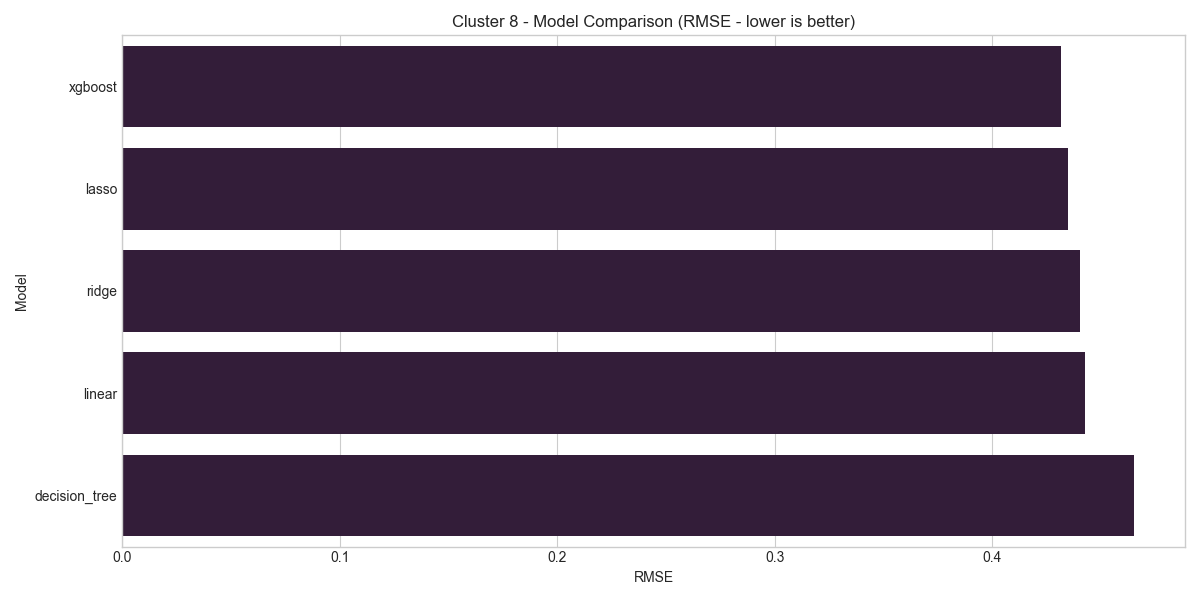 Cluster 8 - Model Comparison (RMSE - lower is better)
Model
xgboost
lasso
ridge
linear
decision_tree
0.0 0.1 0.2 0.3 0.4
RMSE